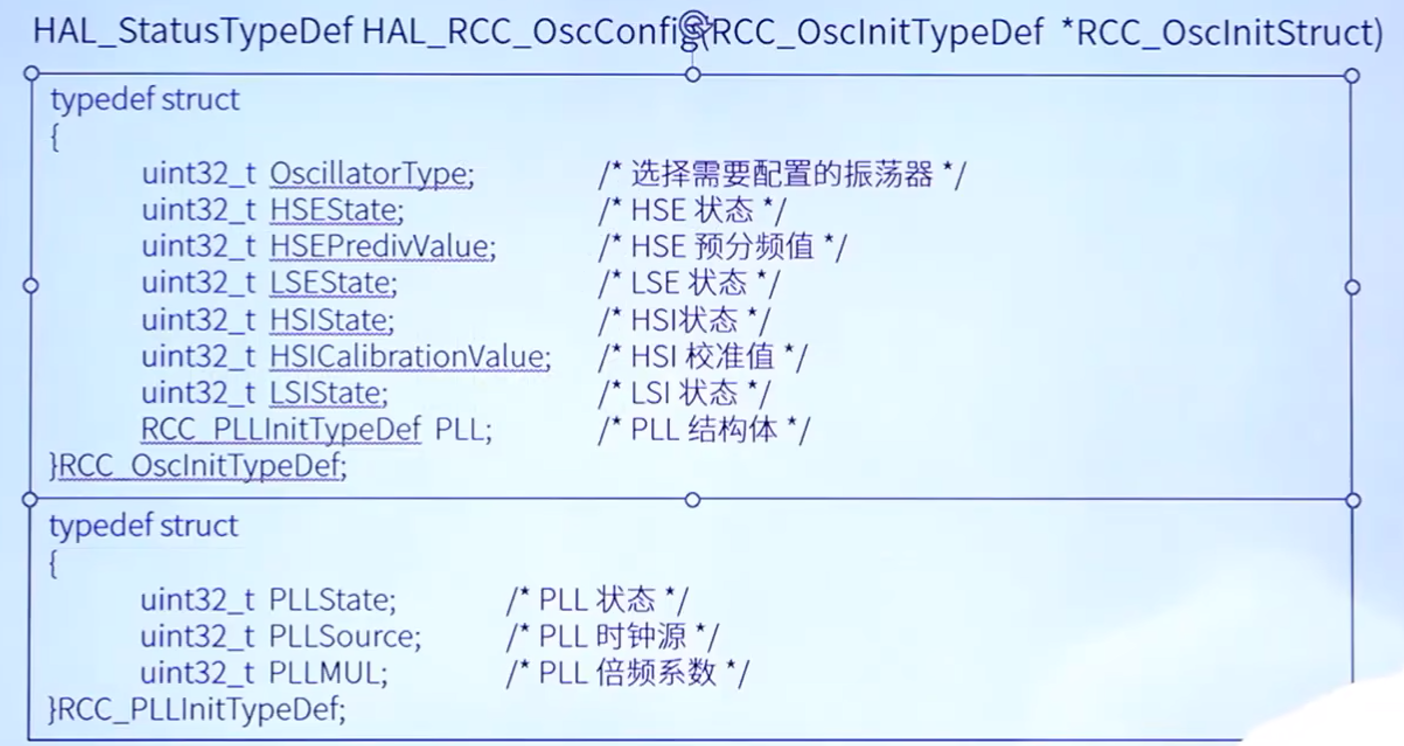 HAL_StatusTypeDef HAL_RCC_OscConfig(RCC_OscInitTypeDef *RCC_OscInitStruct)
typedef struct
{
uint32_t OscillatorType; /* 选择需要配置的振荡器 */
uint32_t HSEState; /* HSE 状态 */
uint32_t HSEPredivValue; /* HSE 预分频值 */
uint32_t LSEState; /* LSE 状态 */
uint32_t HSIState; /* HSI状态 */
uint32_t HSICalibrationValue; /* HSI 校准值 */
uint32_t LSIState; /* LSI 状态 */
RCC_PLLInitTypeDef PLL; /* PLL 结构体 */
}RCC_OscInitTypeDef;
typedef struct
{
uint32_t PLLState; /* PLL 状态 */
uint32_t PLLSource; /* PLL 时钟源 */
uint32_t PLLMUL; /* PLL 倍频系数 */
}RCC_PLLInitTypeDef;